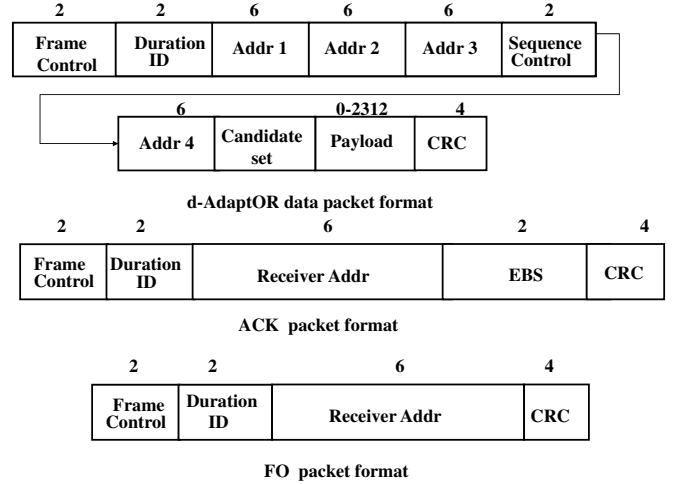 2 2 6 6 6 2
Frame Control Duration ID Addr 1 Addr 2 Addr 3 Sequence Control
6 0-2312 4
Addr 4 Candidate set Payload CRC
d-AdaptOR data packet format
2 2 6 2 4
Frame Control Duration ID Receiver Addr EBS CRC
ACK packet format
2 2 6 4
Frame Control Duration ID Receiver Addr CRC
FO packet format